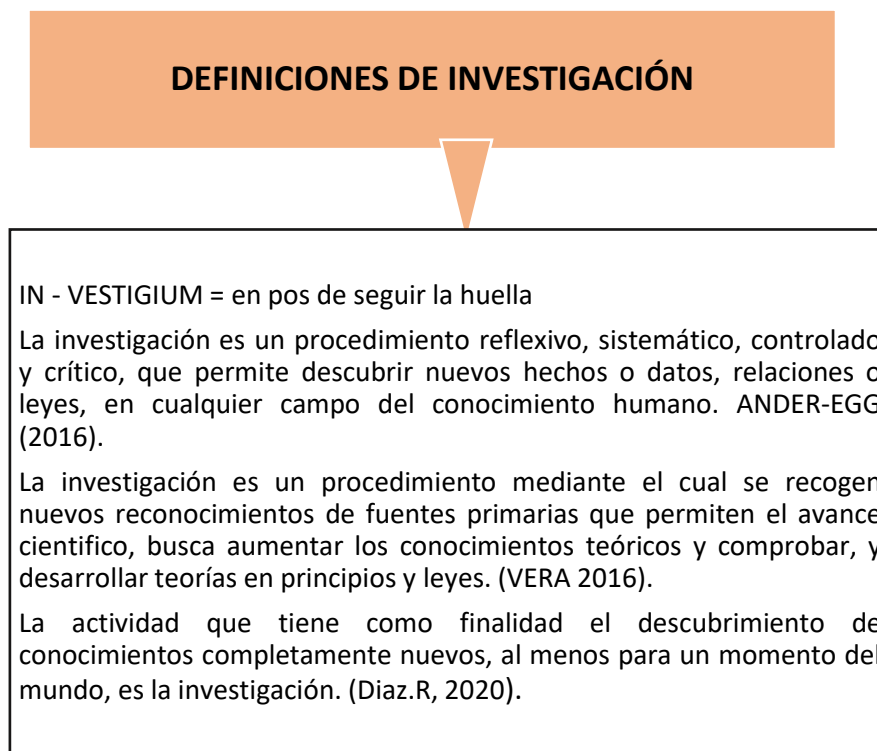 DEFINICIONES DE INVESTIGACIÓN
IN - VESTIGIUM = en pos de seguir la huella
La investigación es un procedimiento reflexivo, sistemático, controlado
y crítico, que permite descubrir nuevos hechos o datos, relaciones o
leyes, en cualquier campo del conocimiento humano. ANDER-EGG
(2016).
La investigación es un procedimiento mediante el cual se recogen
nuevos reconocimientos de fuentes primarias que permiten el avance
cientifico, busca aumentar los conocimientos teóricos y comprobar, y
desarrollar teorías en principios y leyes. (VERA 2016).
La actividad que tiene como finalidad el descubrimiento de
conocimientos completamente nuevos, al menos para un momento del
mundo, es la investigación. (Diaz.R, 2020).